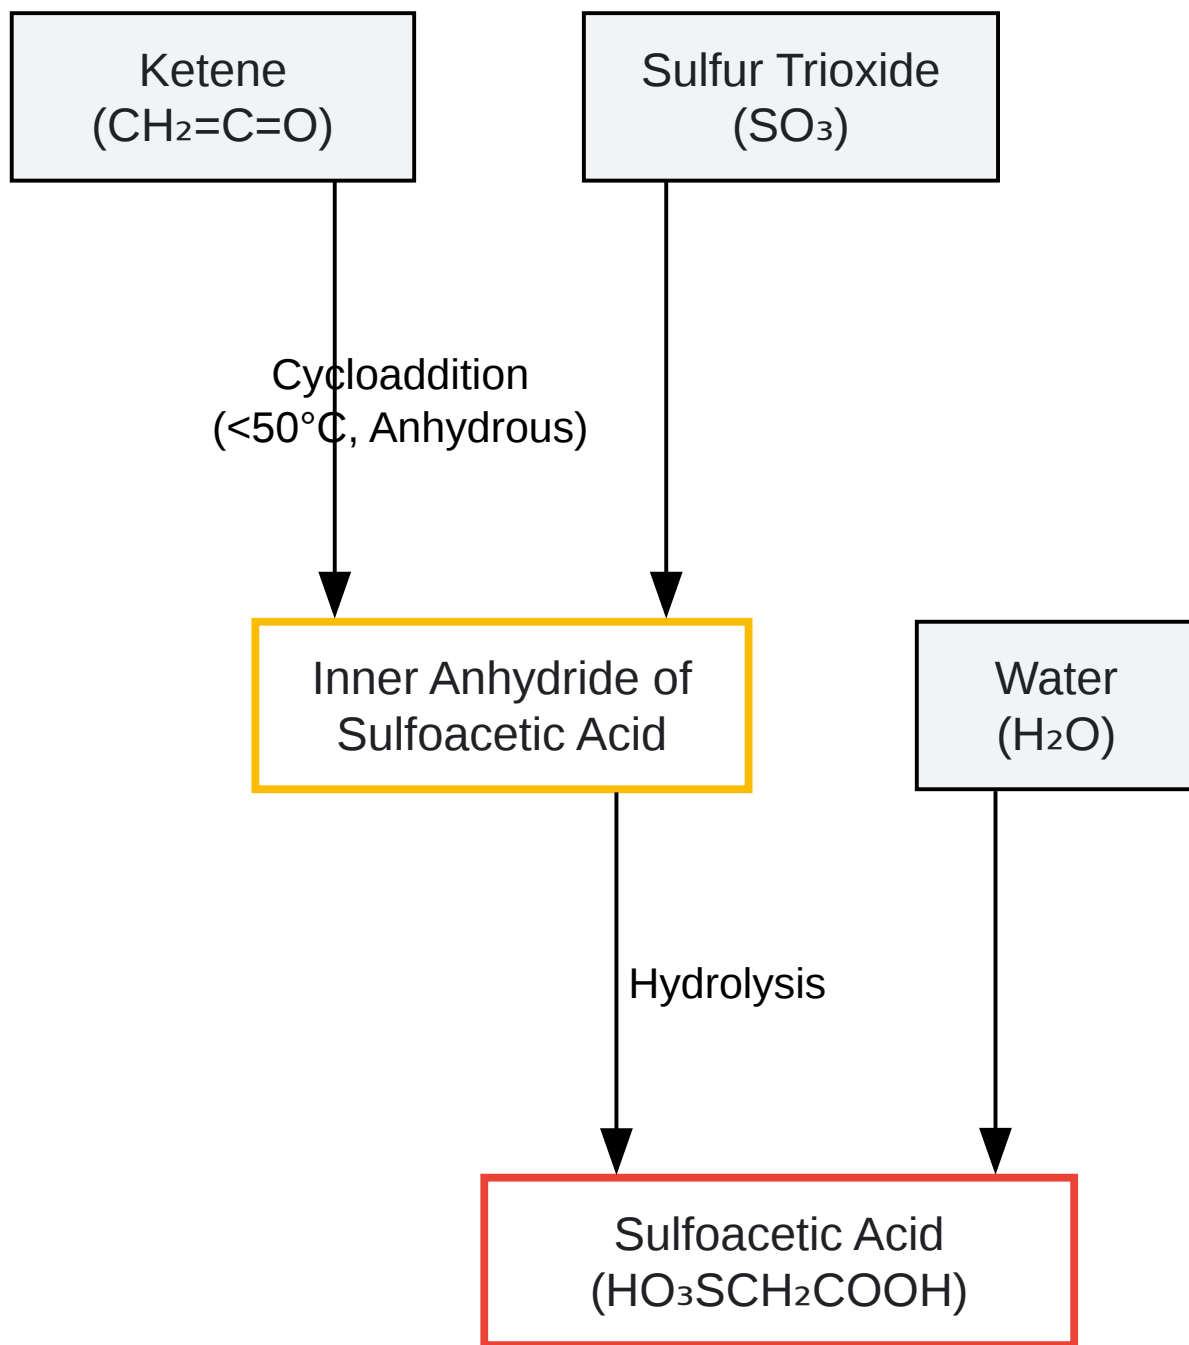 Ketene
(CH₂=C=O)
Sulfur Trioxide
(SO₃)
Cycloaddition
(<50°C, Anhydrous)
Inner Anhydride of
Sulfoacetic Acid
Water
(H₂O)
Hydrolysis
Sulfoacetic Acid
(HO₃SCH₂COOH)